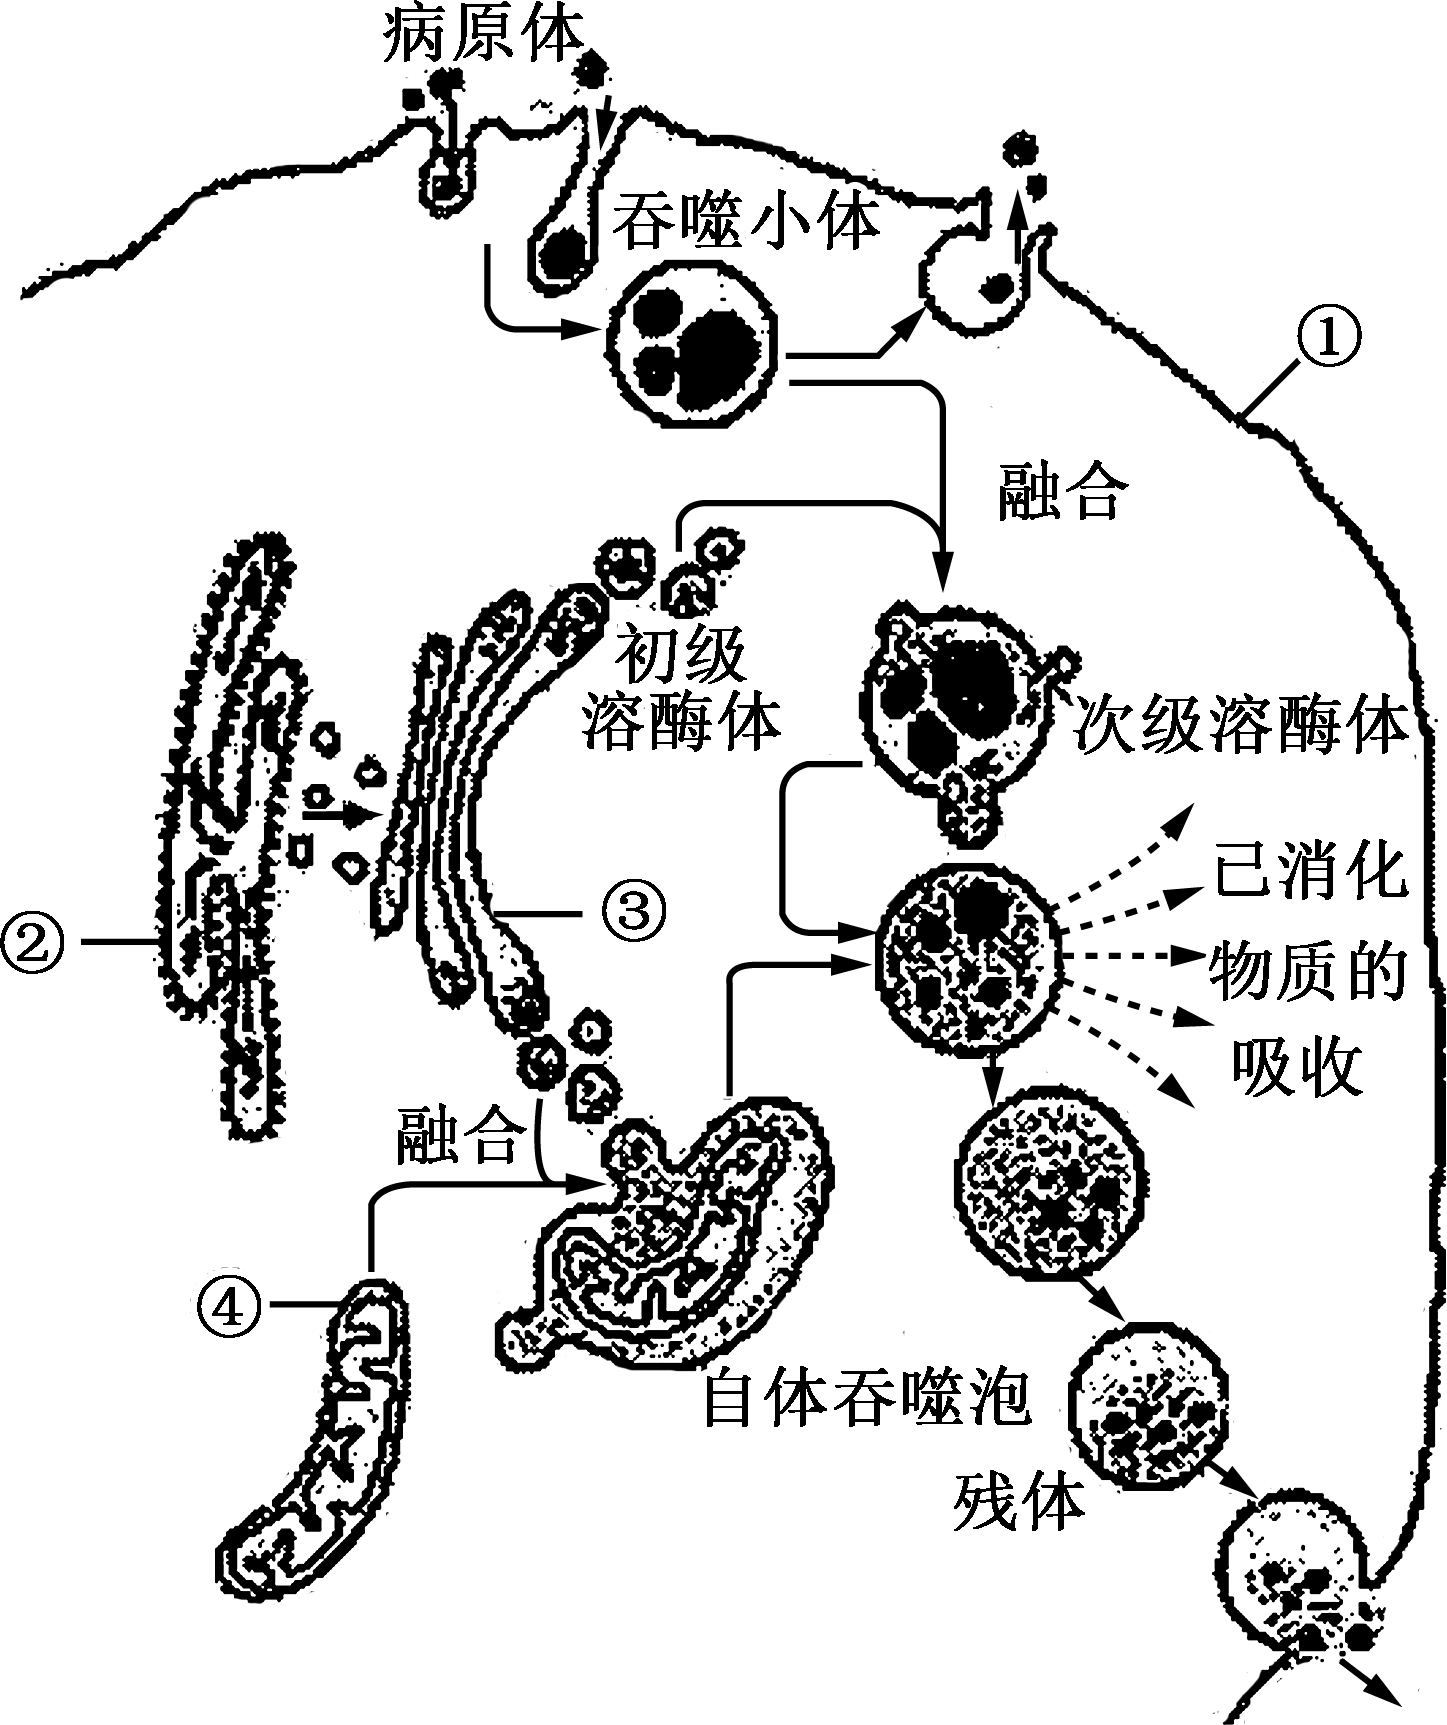 病原体
吞噬小体
①
融合
初级
溶酶体
次级溶酶体
已消化
物质的
吸收
②
③
融合
④
自体吞噬泡
残体